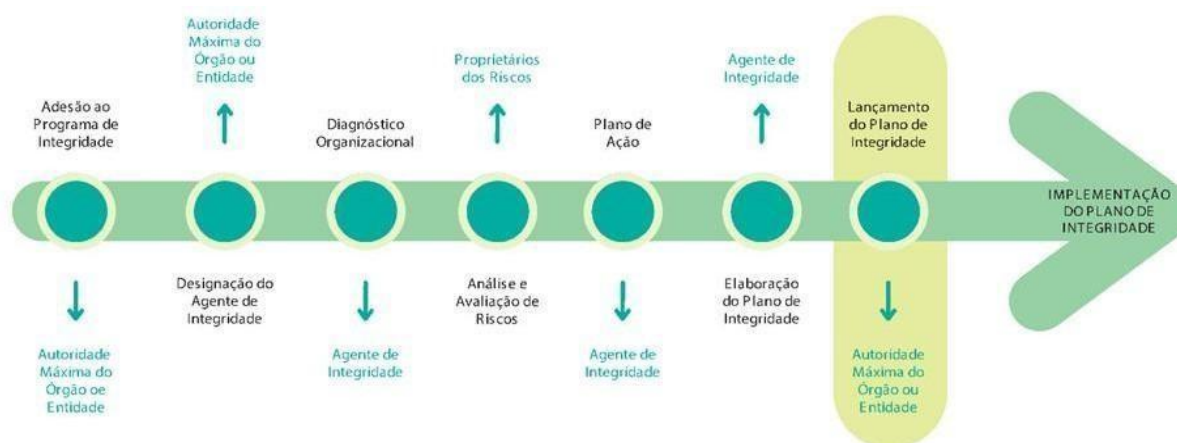 Adesão ao
Programa de
Integridade
Autoridade
Máxima do
Órgão oe
Entidade
Autoridade
Máxima do
Órgão ou
Entidade
Designação do
Agente de
Integridade
Diagnóstico
Organizacional
Agente de
Integridade
Proprietários
dos Riscos
Análise e
Avaliação de
Riscos
Plano de
Ação
Agente de
Integridade
Agente de
Integridade
Elaboração
do Plano de
Integridade
Lançamento
do Plano de
Integridade
Autoridade
Máxima do
Órgão ou
Entidade
IMPLEMENTAÇÃO
DO PLANO DE
INTEGRIDADE